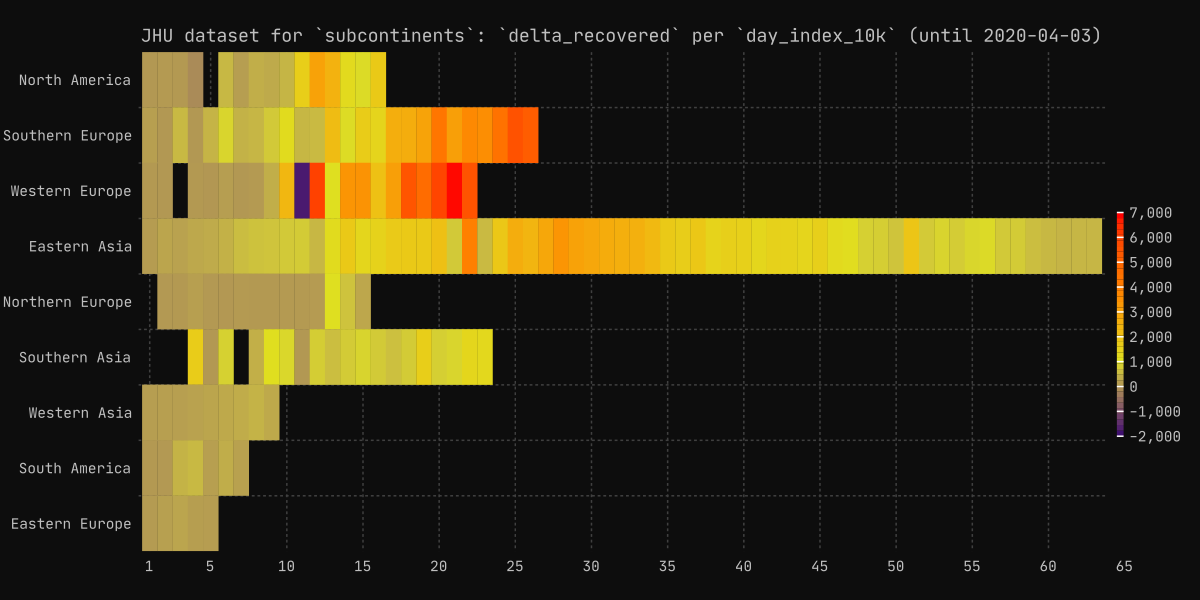 JHU dataset for `subcontinents`: `delta_recovered` per `day_index_10k` (until 2020-04-03)
North America
Southern Europe
Western Europe
Eastern Asia
Northern Europe
Southern Asia
Western Asia
South America
Eastern Europe
1 5 10 15 20 25 30 35 40 45 50 55 60 65
7,000
6,000
5,000
4,000
3,000
2,000
1,000
0
-1,000
-2,000